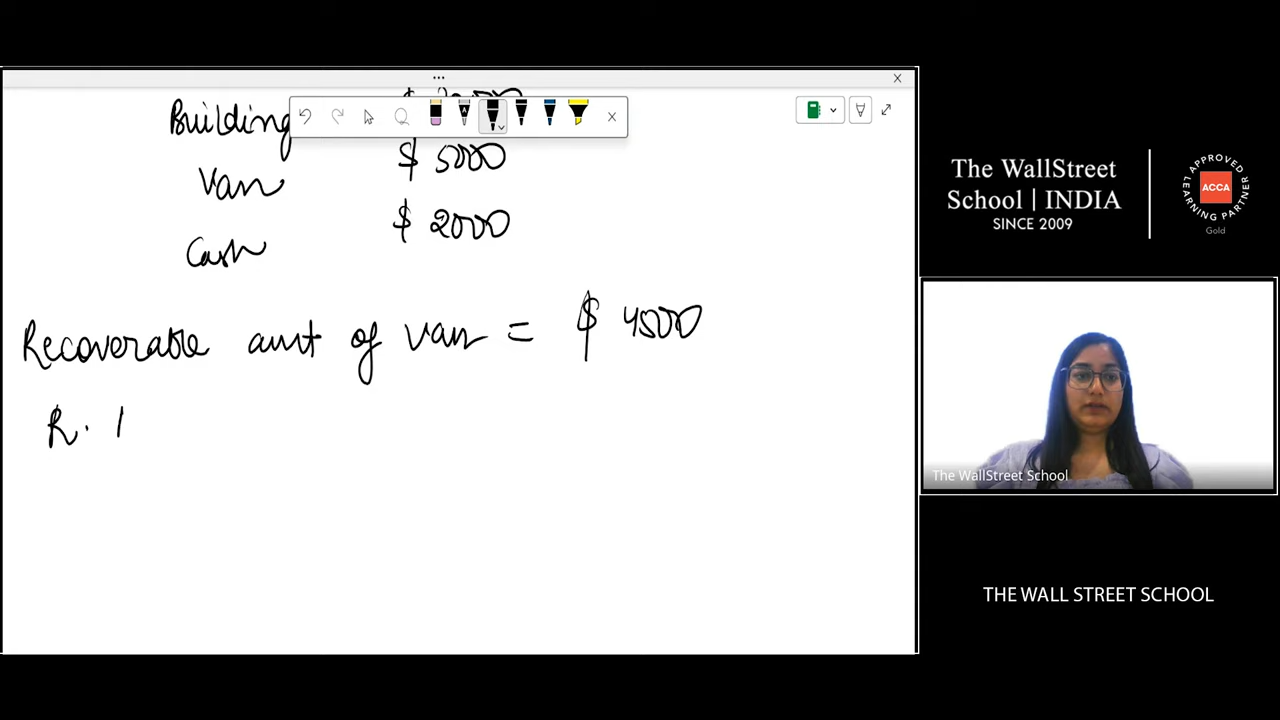 Building
Van $ 5000
Cash $ 2000
Recoverable amt of van = $ 4500
R.
The WallStreet
School | INDIA
SINCE 2009
APPROVED
LEARNING PARTNER
ACCA
Gold
The WallStreet School
THE WALL STREET SCHOOL